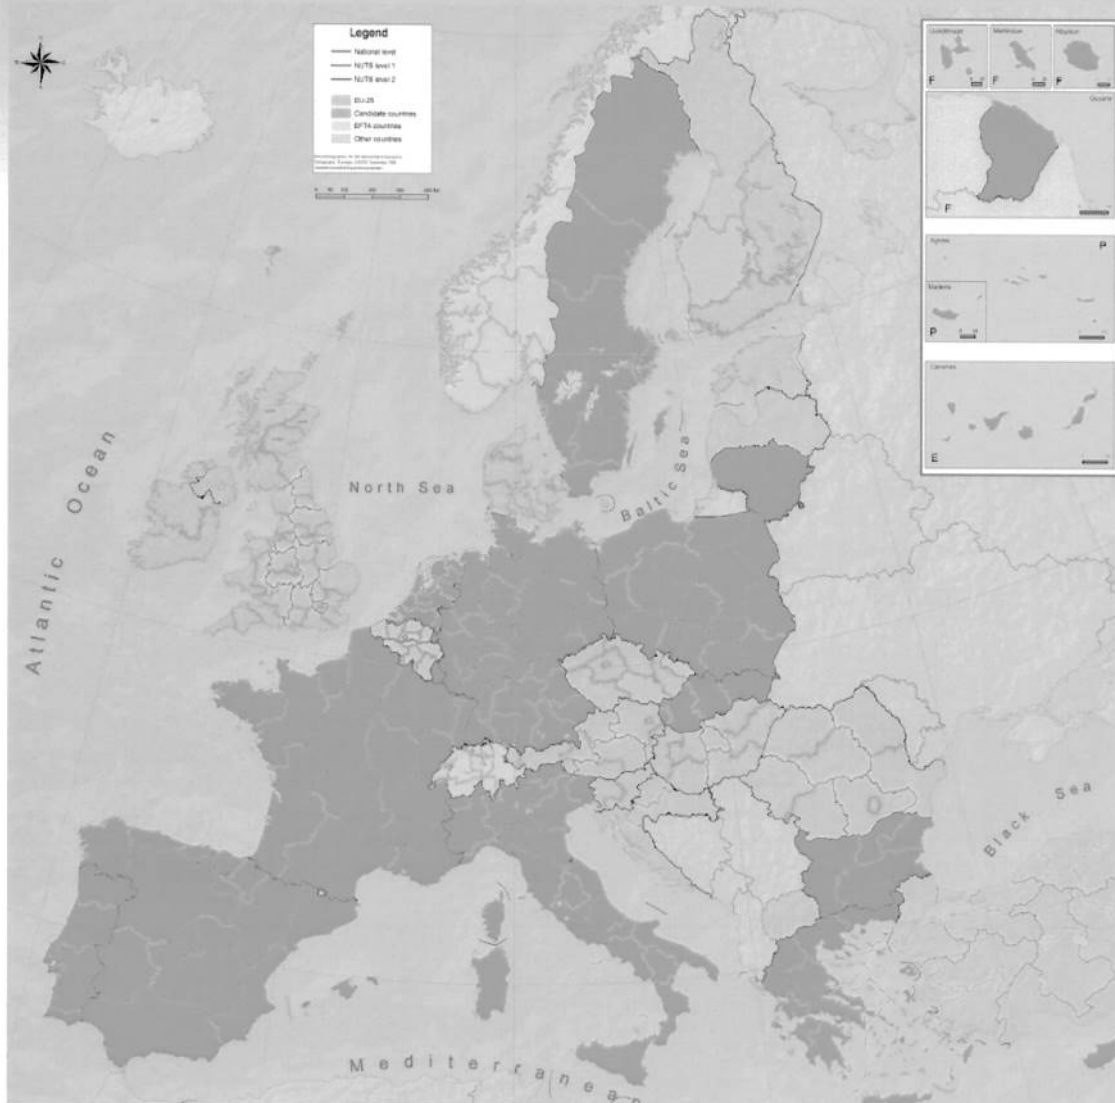 Legend
National level
NUTS level 1
NUTS level 2
EU-25
Candidate countries
EFTA countries
Other countries
Guadeloupe
Martinique
Réunion
F
F
F
Guyane
F
Açores
P
Madeira
P
Canarias
E
Atlantic Ocean
North Sea
Baltic Sea
Black Sea
Mediterranean